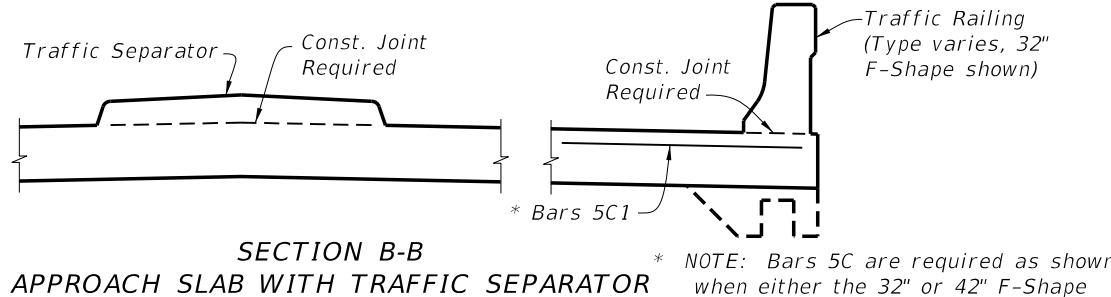 Traffic Separator
Const. Joint
Required
Const. Joint
Required
Traffic Railing
(Type varies, 32"
F-Shape shown)
* Bars 5C1
SECTION B-B
APPROACH SLAB WITH TRAFFIC SEPARATOR
* NOTE: Bars 5C are required as shown
when either the 32" or 42" F-Shape